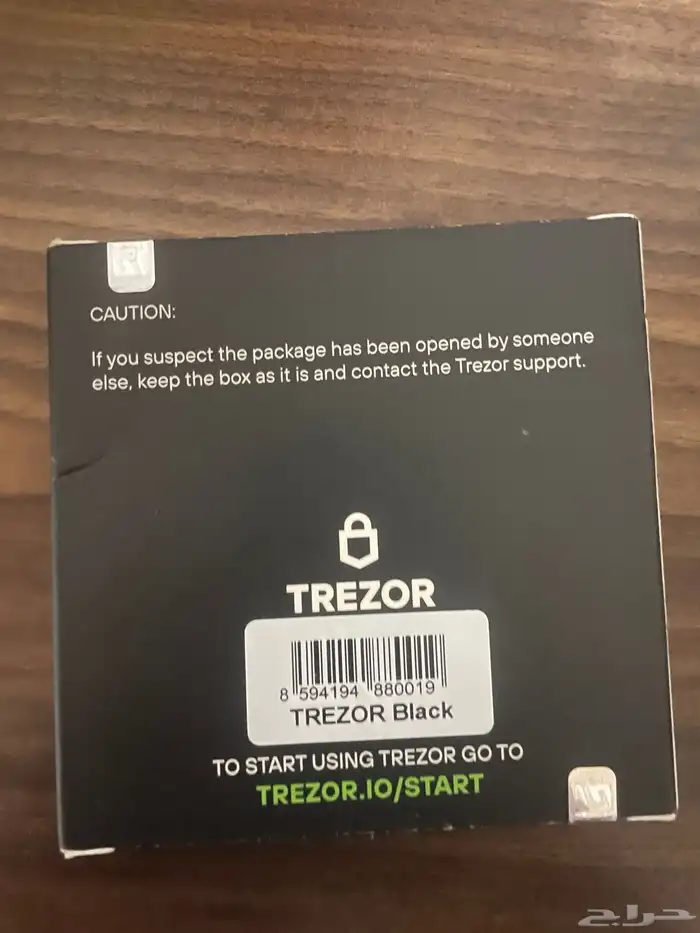 CAUTION:
If you suspect the package has been opened by someone
else, keep the box as it is and contact the Trezor support.
TREZOR
8 594194 880019
TREZOR Black
TO START USING TREZOR GO TO
TREZOR.IO/START
حراج